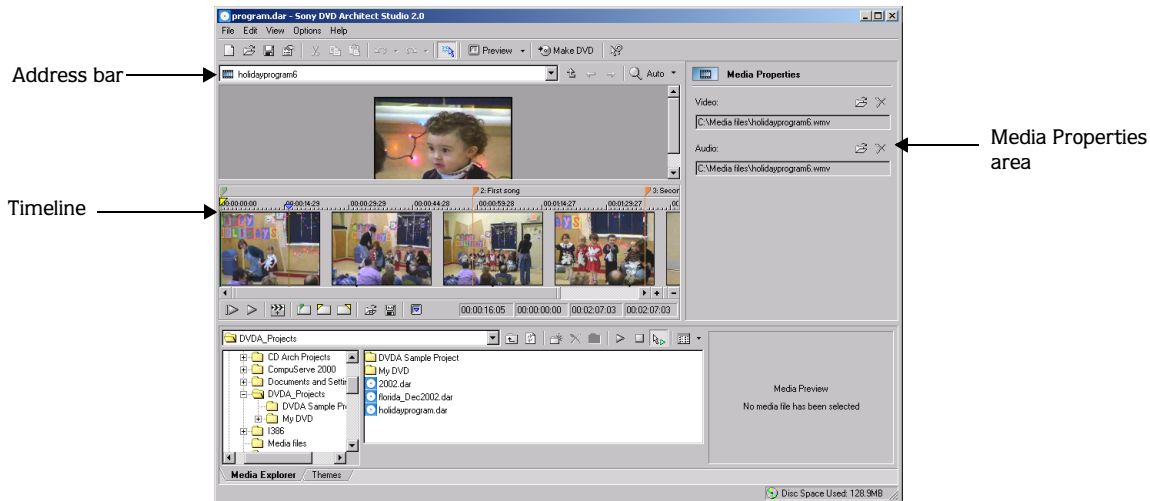 program.dar - Sony DVD Architect Studio 2.0
File Edit View Options Help
Preview Make DVD
Address bar
holidayprogram6
Auto
Media Properties
Video:
C:\Media files\holidayprogram6.wmv
Audio:
C:\Media files\holidayprogram6.wmv
Media Properties
area
Timeline
2: First song
3: Secor
00:00:00:00 00:00:14:29 00:00:29:29 00:00:44:28 00:00:59:28 00:01:14:27 00:01:29:27 00
HAPPY
HOLIDAYS
00:00:16:05 00:00:00:00 00:02:07:03 00:02:07:03
DVDA_Projects
CD Arch Projects
CompuServe 2000
Documents and Settin
DVDA_Projects
DVDA Sample Pro
My DVD
I386
Media files
DVDA Sample Project
My DVD
2002.dar
florida_Dec2002.dar
holidayprogram.dar
Media Preview
No media file has been selected
Media Explorer Themes
Disc Space Used: 128.9MB